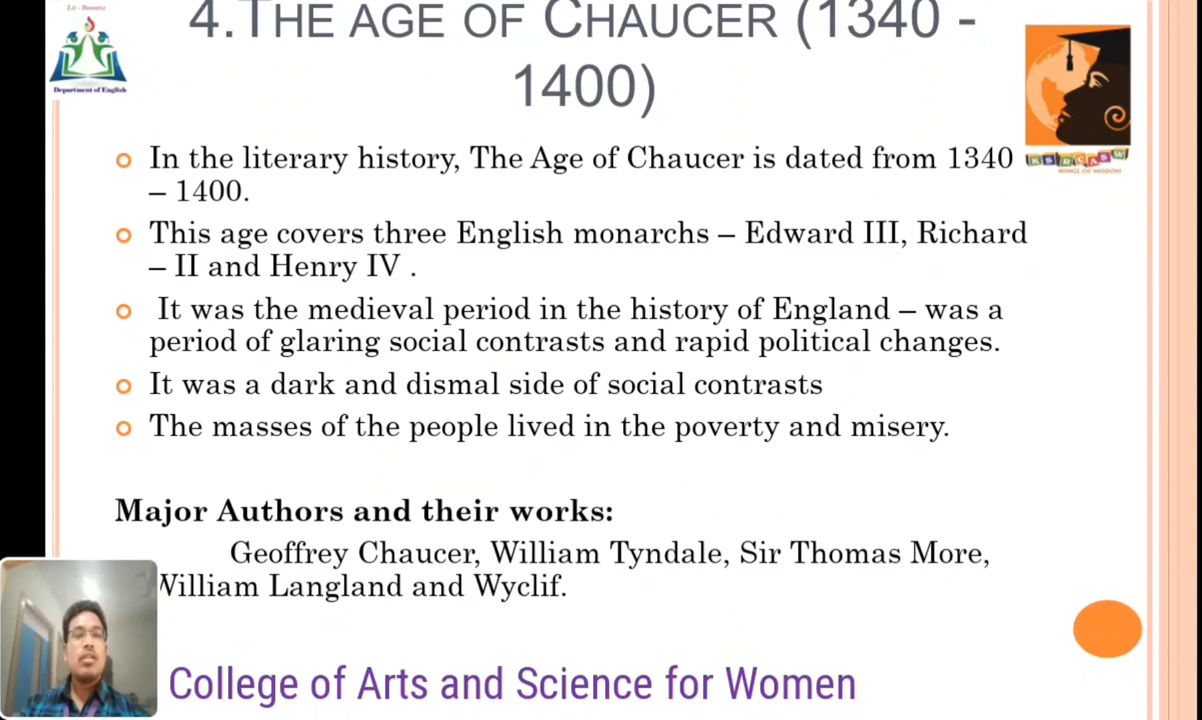 Department of English
4.THE AGE OF CHAUCER (1340 -
1400)
In the literary history, The Age of Chaucer is dated from 1340
– 1400.
This age covers three English monarchs – Edward III, Richard
– II and Henry IV .
It was the medieval period in the history of England – was a
period of glaring social contrasts and rapid political changes.
It was a dark and dismal side of social contrasts
The masses of the people lived in the poverty and misery.
Major Authors and their works:
Geoffrey Chaucer, William Tyndale, Sir Thomas More,
William Langland and Wyclif.
KSRCASW
WINGS OF WISDOM
College of Arts and Science for Women